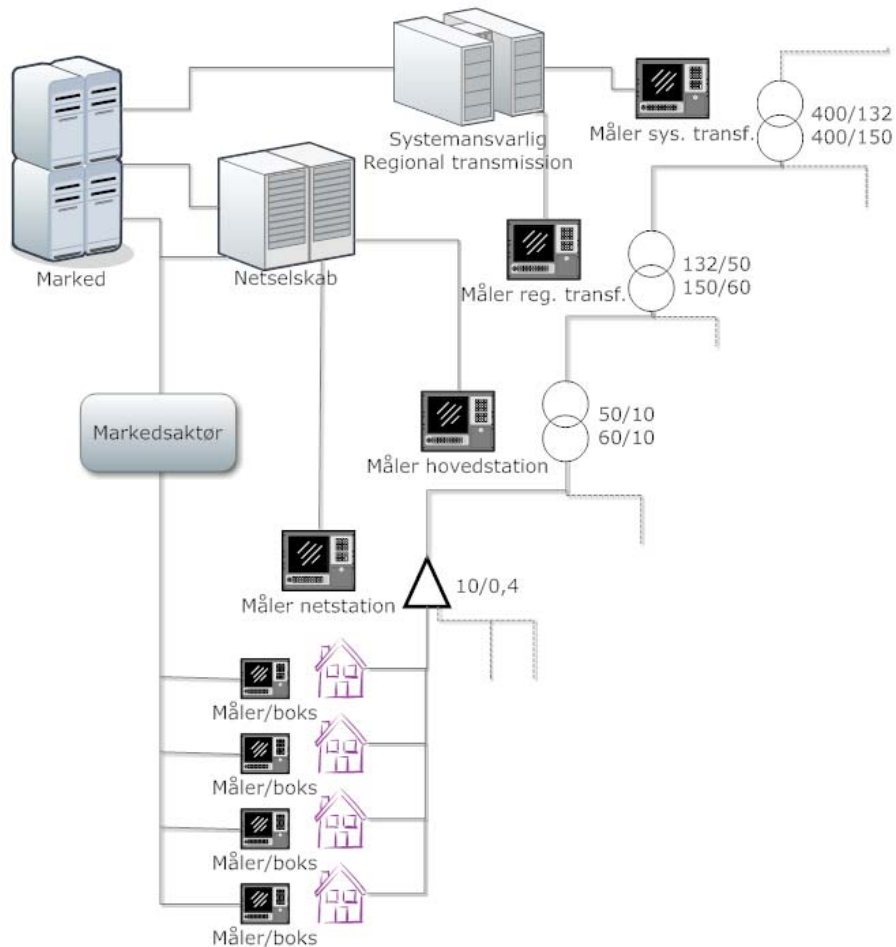 400/132
400/150
Systemansvarlig
Regional transmission
Måler sys. transf.
Marked
Netselskab
132/50
150/60
Måler reg. transf.
50/10
60/10
Markedsaktør
Måler hovedstation
10/0,4
Måler netstation
Måler/boks
Måler/boks
Måler/boks
Måler/boks